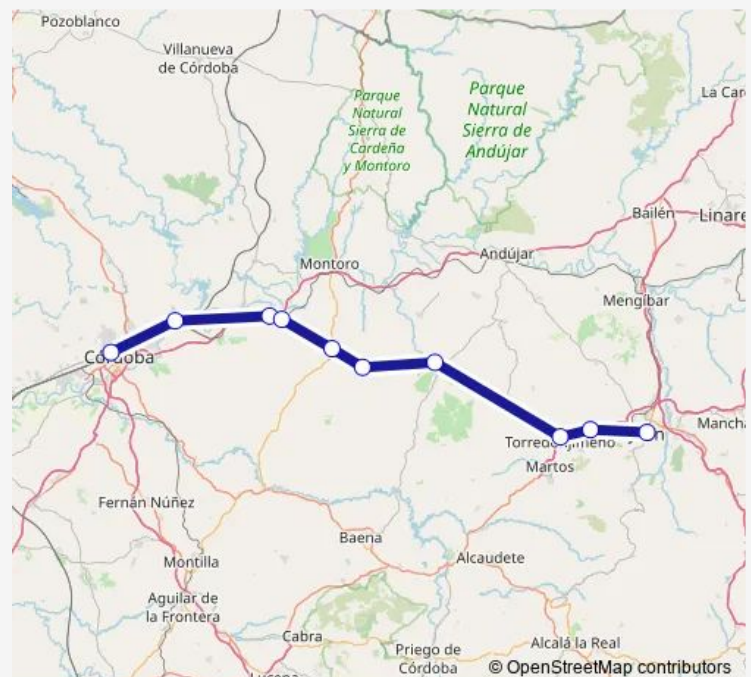 Pozoblanco
Villanueva
de Córdoba
Parque
Natural
Sierra de
Cardeña
y Montoro
Parque
Natural
Sierra de
Andújar
La Car
Bailén
Linare
Montoro
Andújar
Mengíbar
Córdoba
Manch
Martos
Fernán Núñez
Baena
Alcaudete
Montilla
Aguilar de
la Frontera
Cabra
Priego de
Córdoba
Alcalá la Real
Lucena
© OpenStreetMap contributors